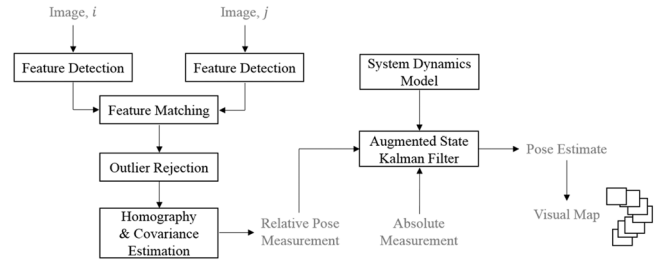 Image, i
Image, j
Feature Detection
Feature Detection
System Dynamics
Model
Feature Matching
Augmented State
Kalman Filter
Pose Estimate
Outlier Rejection
Homography
& Covariance
Estimation
Relative Pose
Measurement
Absolute
Measurement
Visual Map